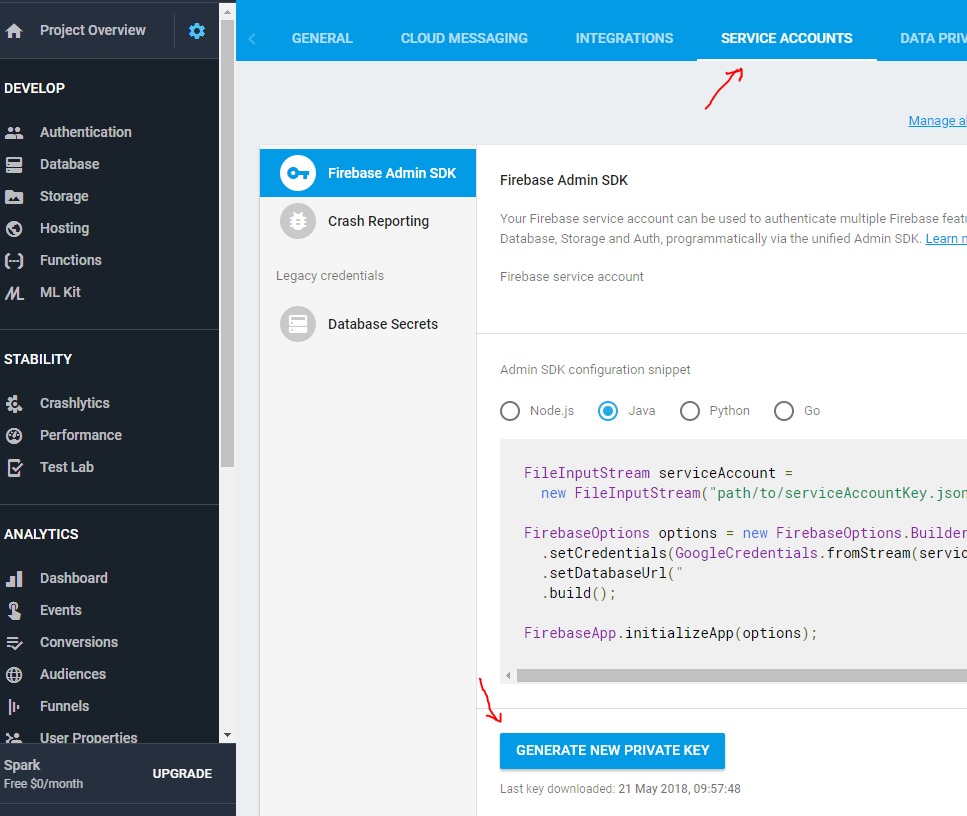 Project Overview
DEVELOP
Authentication
Database
Storage
Hosting
Functions
ML Kit
STABILITY
Crashlytics
Performance
Test Lab
ANALYTICS
Dashboard
Events
Conversions
Audiences
Funnels
User Properties
Spark
Free $0/month
UPGRADE
GENERAL
CLOUD MESSAGING
INTEGRATIONS
SERVICE ACCOUNTS
DATA PRIV
Manage al
Firebase Admin SDK
Crash Reporting
Legacy credentials
Database Secrets
Firebase Admin SDK
Your Firebase service account can be used to authenticate multiple Firebase featu
Database, Storage and Auth, programmatically via the unified Admin SDK. Learn m
Firebase service account
Admin SDK configuration snippet
Node.js Java Python Go
FileInputStream serviceAccount =
new FileInputStream("path/to/serviceAccountKey.json
FirebaseOptions options = new FirebaseOptions.Builder
.setCredentials(GoogleCredentials.fromStream(servic
.setDatabaseUrl("
.build();
FirebaseApp.initializeApp(options);
GENERATE NEW PRIVATE KEY
Last key downloaded: 21 May 2018, 09:57:48